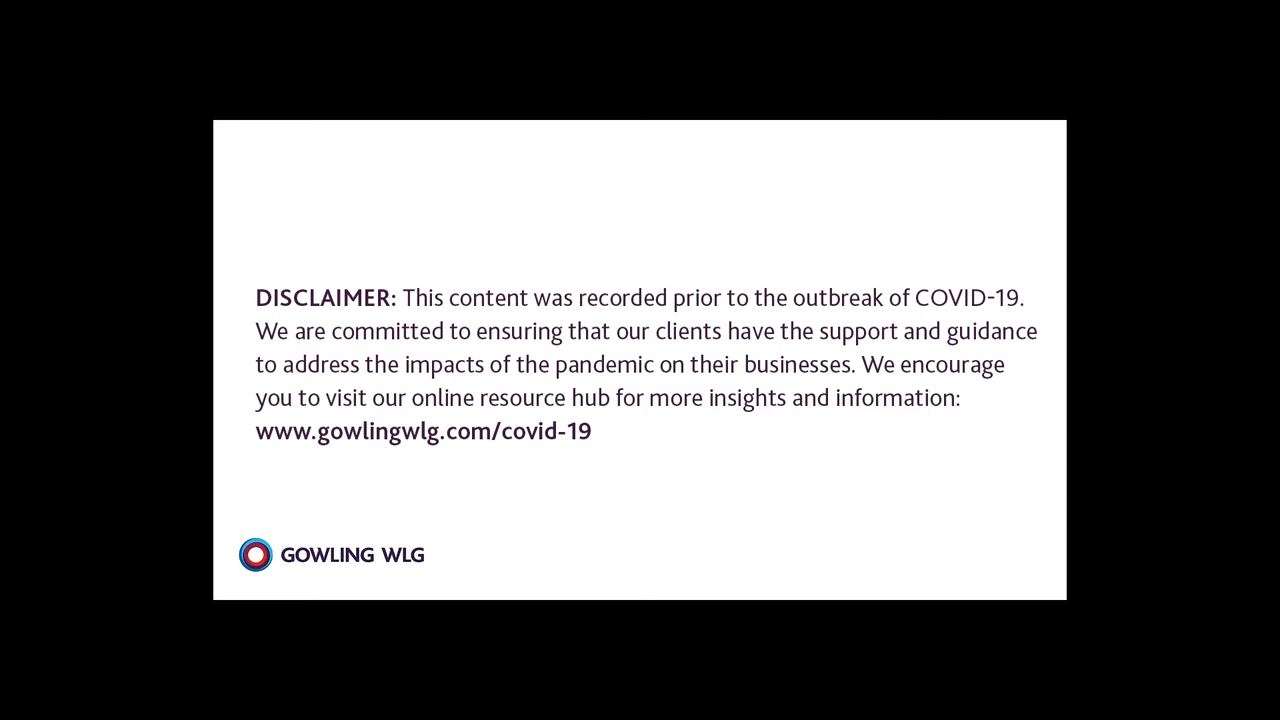 DISCLAIMER: This content was recorded prior to the outbreak of COVID-19.
We are committed to ensuring that our clients have the support and guidance
to address the impacts of the pandemic on their businesses. We encourage
you to visit our online resource hub for more insights and information:
www.gowlingwlg.com/covid-19
GOWLING WLG